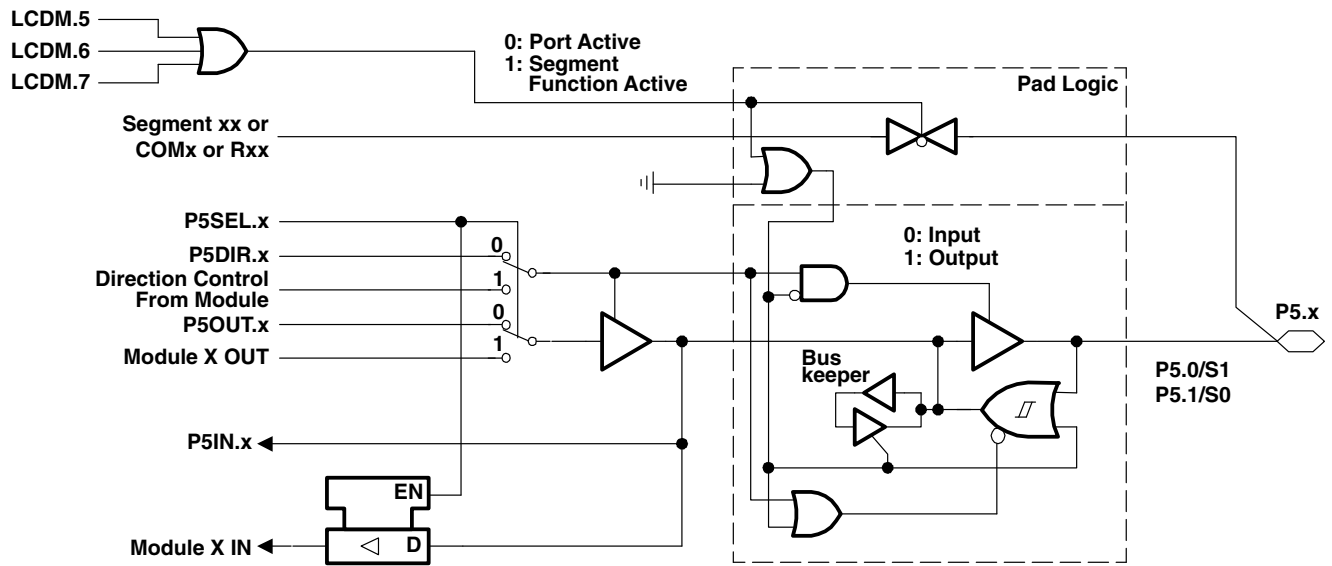 LCDM.5
LCDM.6
LCDM.7
0: Port Active
1: Segment
Function Active
Pad Logic
Segment xx or
COMx or Rxx
P5SEL.x
P5DIR.x
0
Direction Control
From Module
1
P5OUT.x
0
Module X OUT
1
0: Input
1: Output
Bus
keeper
P5.x
P5.0/S1
P5.1/S0
P5IN.x
EN
D
Module X IN